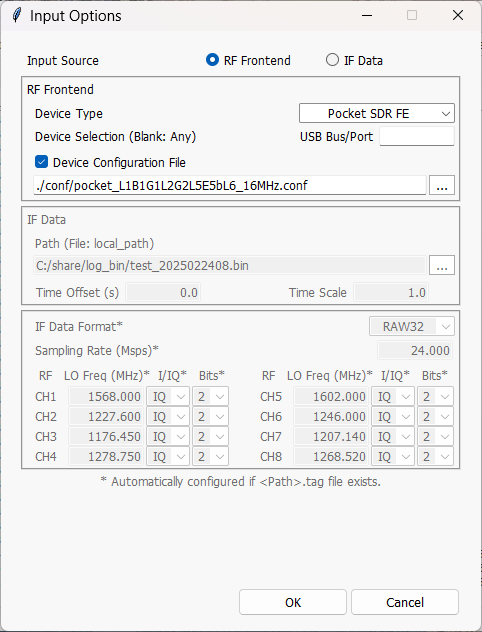 Input Options
Input Source RF Frontend IF Data
RF Frontend
Device Type Pocket SDR FE
Device Selection (Blank: Any) USB Bus/Port
Device Configuration File
./conf/pocket_L1B1G1L2G2L5E5bL6_16MHz.conf ...
IF Data
Path (File: local_path)
C:/share/log_bin/test_2025022408.bin ...
Time Offset (s) 0.0 Time Scale 1.0
IF Data Format* RAW32
Sampling Rate (Msps)* 24.000
RF LO Freq (MHz)* I/IQ* Bits* RF LO Freq (MHz)* I/IQ* Bits*
CH1 1568.000 IQ 2 CH5 1602.000 IQ 2
CH2 1227.600 IQ 2 CH6 1246.000 IQ 2
CH3 1176.450 IQ 2 CH7 1207.140 IQ 2
CH4 1278.750 IQ 2 CH8 1268.520 IQ 2
* Automatically configured if <Path>.tag file exists.
OK Cancel